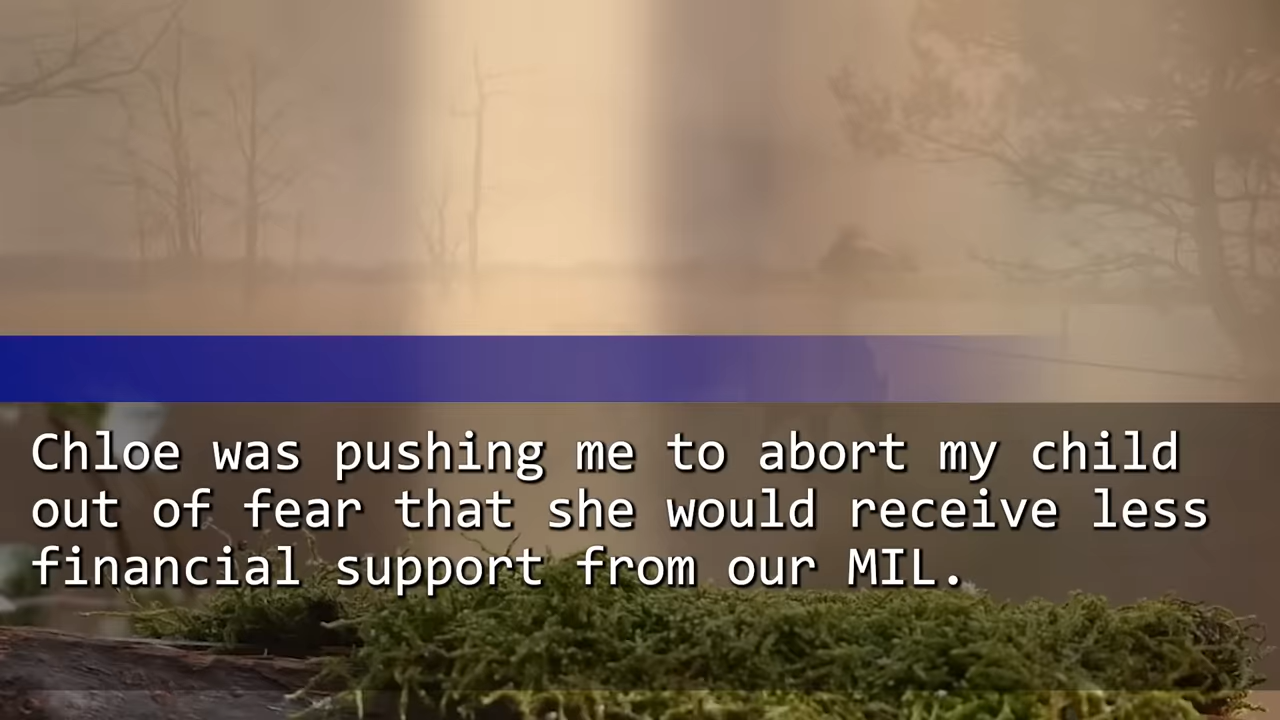 Chloe was pushing me to abort my child
out of fear that she would receive less
financial support from our MIL.